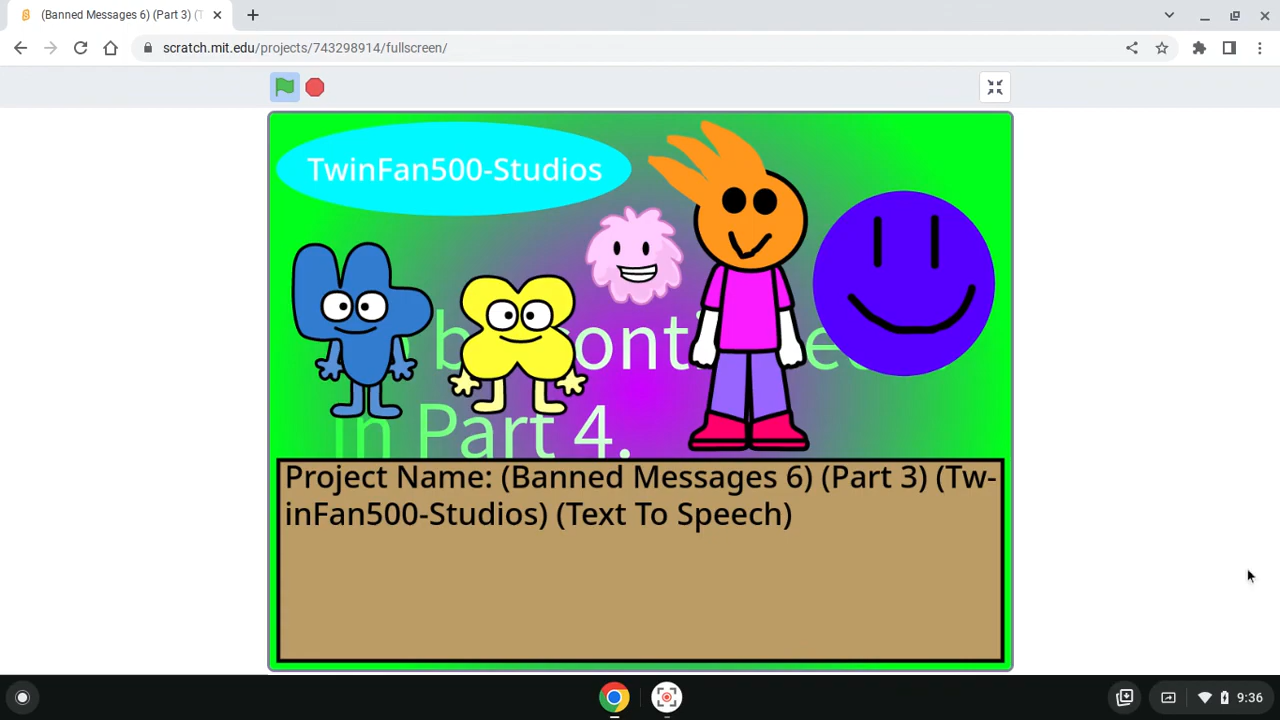 (Banned Messages 6) (Part 3) (T
scratch.mit.edu/projects/743298914/fullscreen/
TwinFan500-Studios
in Part 4.
Project Name: (Banned Messages 6) (Part 3) (Tw-
inFan500-Studios) (Text To Speech)
9:36